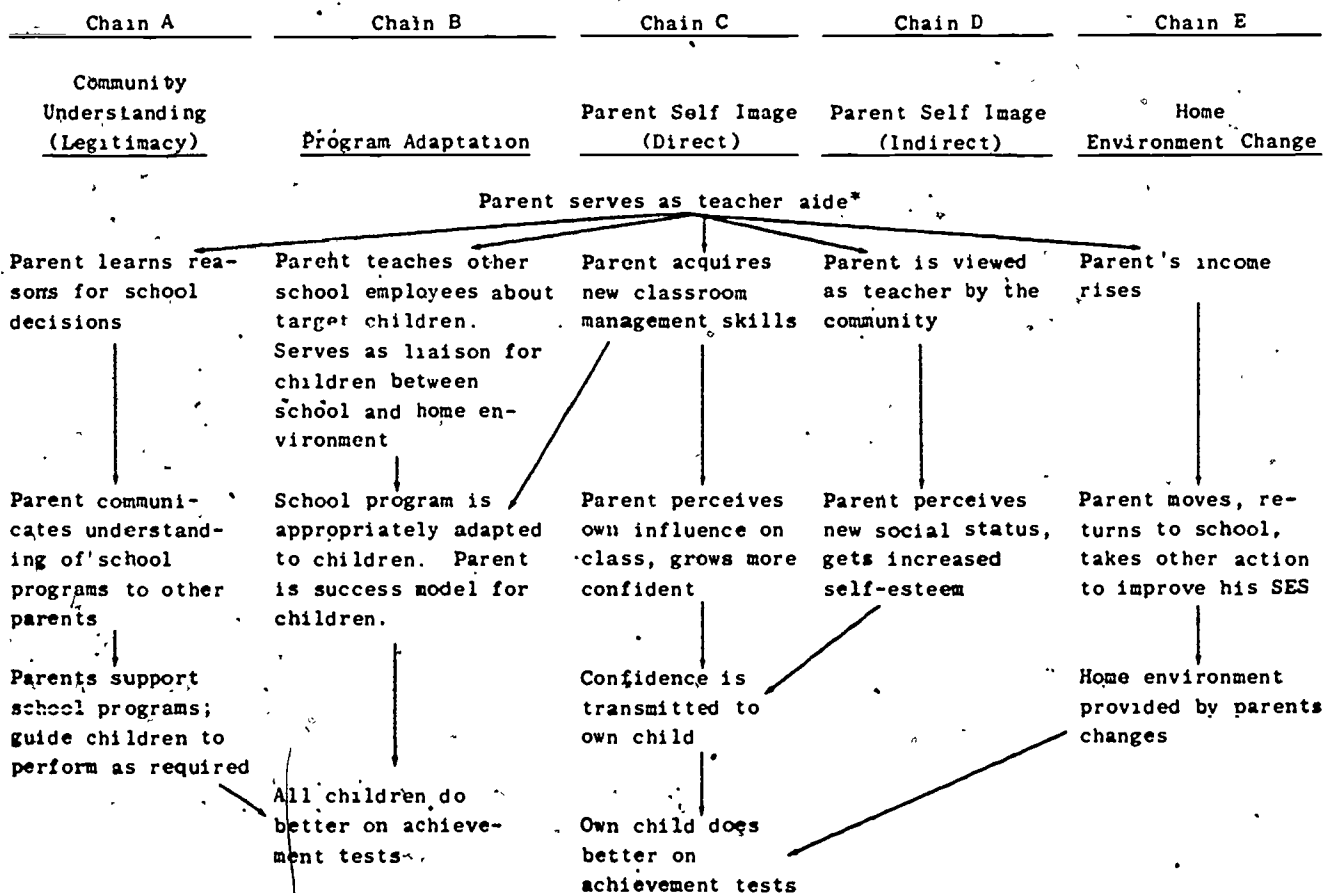 Chain A
Chain B
Chain C
Chain D
Chain E
Community
Understanding
(Legitimacy)
Program Adaptation
Parent Self Image
(Direct)
Parent Self Image
(Indirect)
Home
Environment Change
Parent serves as teacher aide*
Parent learns rea-
sons for school
decisions
Parent communi-
cates understand-
ing of school
programs to other
parents
Parents support
school programs;
guide children to
perform as required
Parent teaches other
school employees about
target children.
Serves as liaison for
children between
school and home en-
vironment
School program is
appropriately adapted
to children. Parent
is success model for
children.
All children do
better on achieve-
ment tests
Parent acquires
new classroom
management skills
Parent perceives
own influence on
class, grows more
confident
Confidence is
transmitted to
own child
Own child does
better on
achievement tests
Parent is viewed
as teacher by the
community
Parent perceives
new social status,
gets increased
self-esteem
Parent's income
rises
Parent moves, re-
turns to school,
takes other action
to improve his SES
Home environment
provided by parents
changes